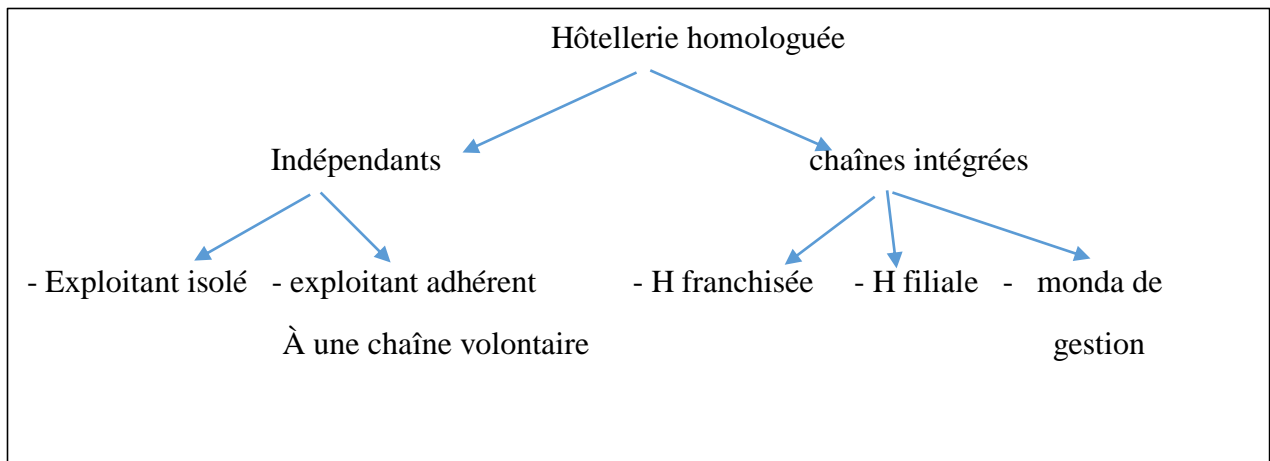 Hôtellerie homologuée
Indépendants chaînes intégrées
- Exploitant isolé - exploitant adhérent - H franchisée - H filiale - monda de
À une chaîne volontaire gestion